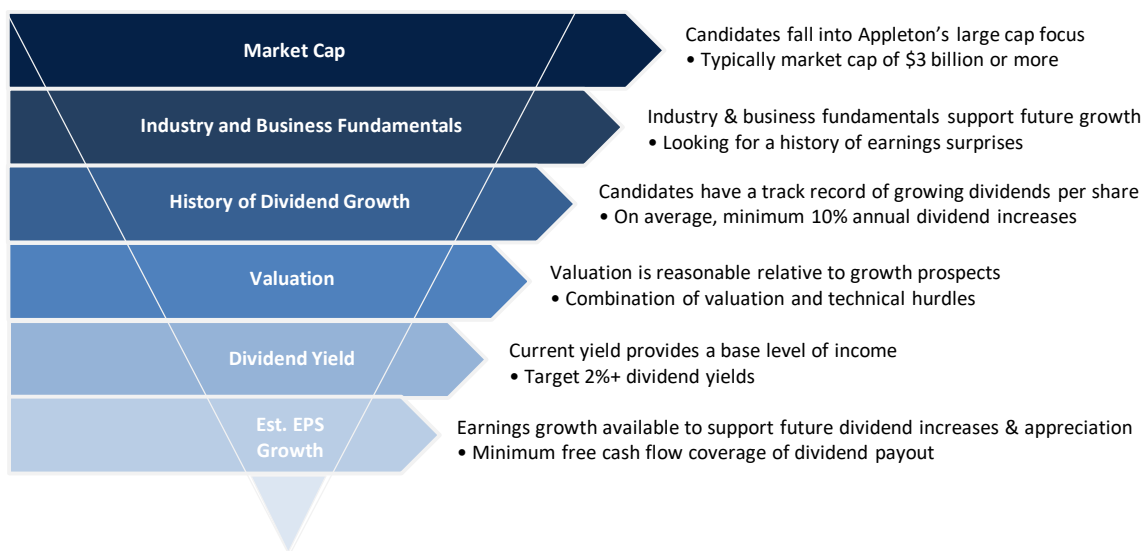 Market Cap
Candidates fall into Appleton’s large cap focus
• Typically market cap of $3 billion or more
Industry and Business Fundamentals
Industry & business fundamentals support future growth
• Looking for a history of earnings surprises
History of Dividend Growth
Candidates have a track record of growing dividends per share
• On average, minimum 10% annual dividend increases
Valuation
Valuation is reasonable relative to growth prospects
• Combination of valuation and technical hurdles
Dividend Yield
Current yield provides a base level of income
• Target 2%+ dividend yields
Est. EPS
Growth
Earnings growth available to support future dividend increases & appreciation
• Minimum free cash flow coverage of dividend payout